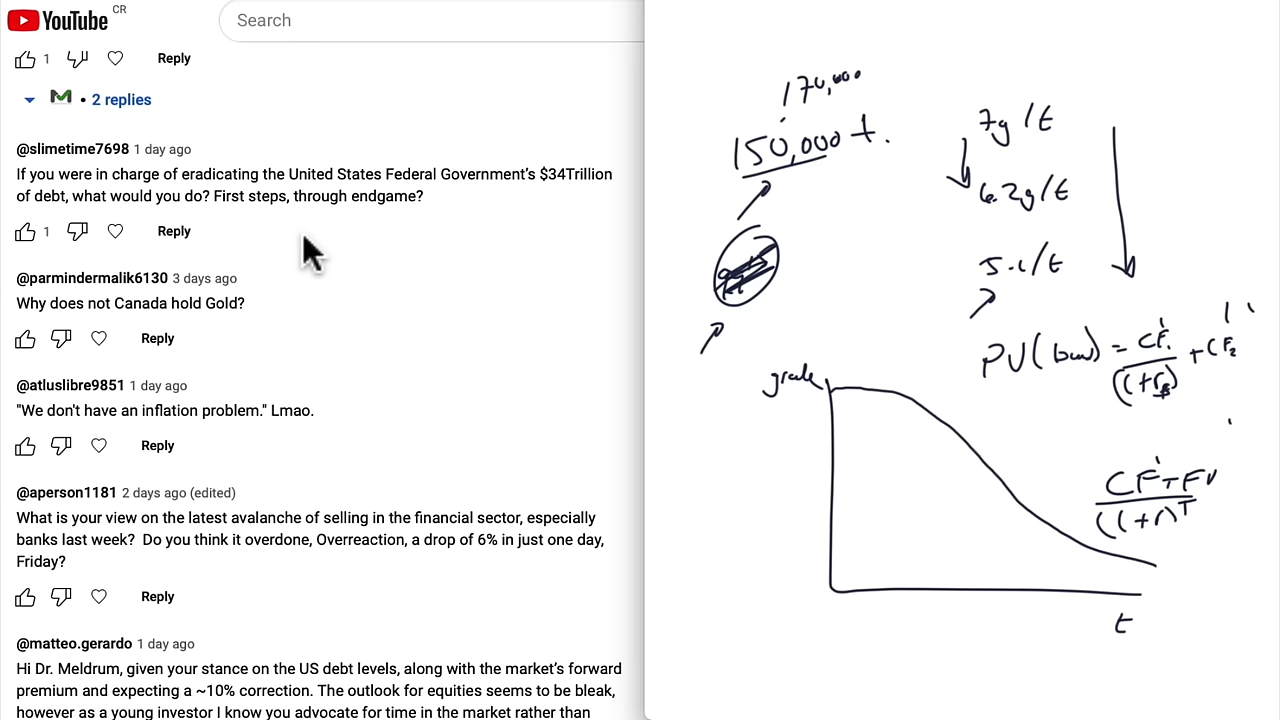 YouTube CR
Search
1 Reply
• 2 replies
@slimetime7698 1 day ago
If you were in charge of eradicating the United States Federal Government's $34Trillion
of debt, what would you do? First steps, through endgame?
1 Reply
@parmindermalik6130 3 days ago
Why does not Canada hold Gold?
Reply
@atluslibre9851 1 day ago
"We don't have an inflation problem." Lmao.
Reply
@aperson1181 2 days ago (edited)
What is your view on the latest avalanche of selling in the financial sector, especially
banks last week? Do you think it overdone, Overreaction, a drop of 6% in just one day,
Friday?
Reply
@matteo.gerardo 1 day ago
Hi Dr. Meldrum, given your stance on the US debt levels, along with the market's forward
premium and expecting a ~10% correction. The outlook for equities seems to be bleak,
however as a young investor I know you advocate for time in the market rather than
170,000
150,000 t.
7g/t
6.2g/t
/t
PV( ) = CF1 + CF2
(1+r)
grade
CFT FV
(1+r)T
t